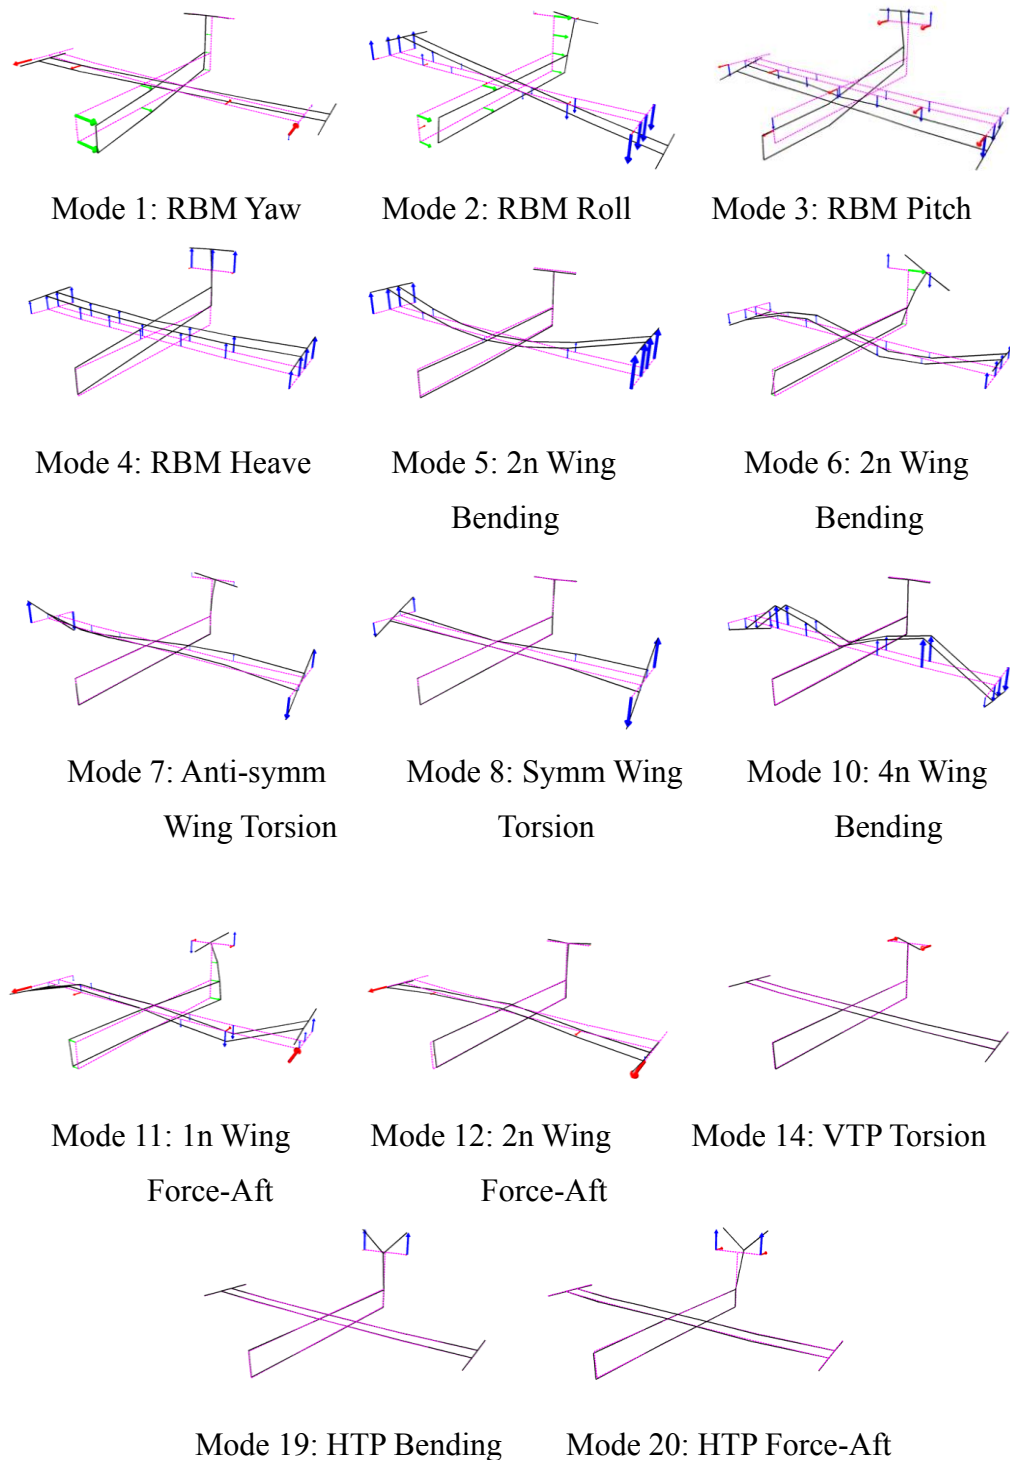 Mode 1: RBM Yaw
Mode 2: RBM Roll
Mode 3: RBM Pitch
Mode 4: RBM Heave
Mode 5: 2n Wing
Bending
Mode 6: 2n Wing
Bending
Mode 7: Anti-symm
Wing Torsion
Mode 8: Symm Wing
Torsion
Mode 10: 4n Wing
Bending
Mode 11: 1n Wing
Force-Aft
Mode 12: 2n Wing
Force-Aft
Mode 14: VTP Torsion
Mode 19: HTP Bending
Mode 20: HTP Force-Aft